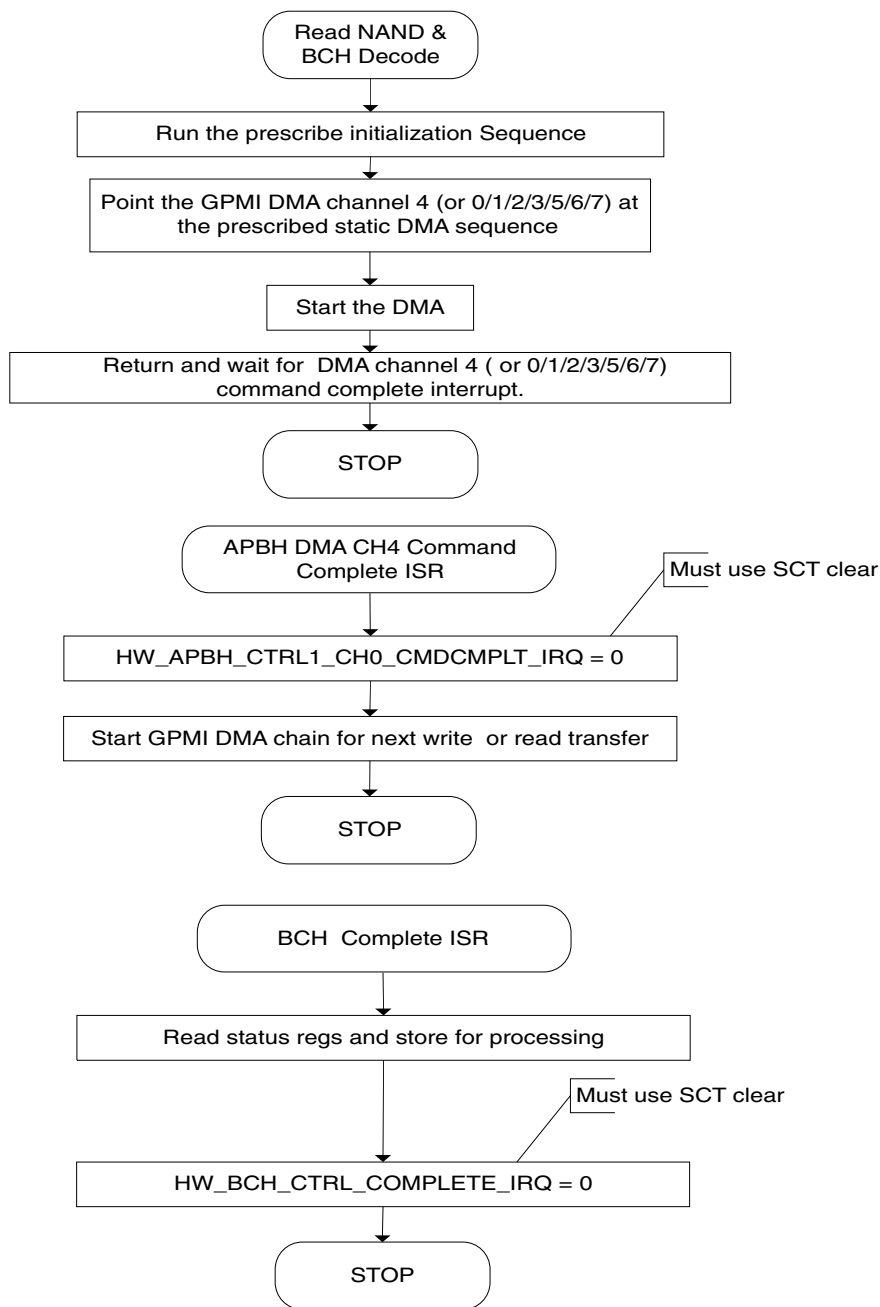 Read NAND &
BCH Decode
Run the prescribe initialization Sequence
Point the GPMI DMA channel 4 (or 0/1/2/3/5/6/7) at
the prescribed static DMA sequence
Start the DMA
Return and wait for  DMA channel 4 ( or 0/1/2/3/5/6/7)
command complete interrupt.
STOP
APBH DMA CH4 Command
Complete ISR
Must use SCT clear
HW_APBH_CTRL1_CH0_CMDCMPLT_IRQ = 0
Start GPMI DMA chain for next write  or read transfer
STOP
BCH  Complete ISR
Read status regs and store for processing
Must use SCT clear
HW_BCH_CTRL_COMPLETE_IRQ = 0
STOP